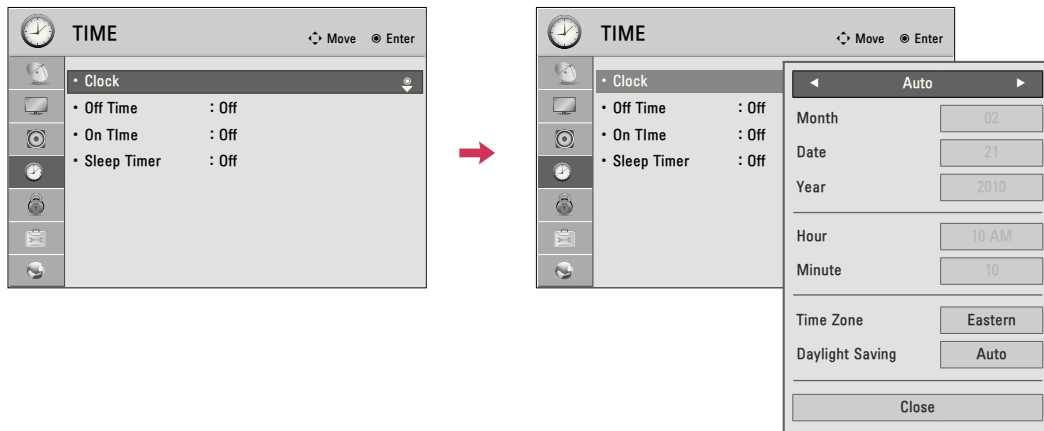 TIME
Move Enter
• Clock
• Off Time : Off
• On TIme : Off
• Sleep Timer : Off
TIME
Move Enter
• Clock
• Off Time : Off
• On TIme : Off
• Sleep Timer : Off
◄ Auto ►
Month 02
Date 21
Year 2010
Hour 10 AM
Minute 10
Time Zone Eastern
Daylight Saving Auto
Close